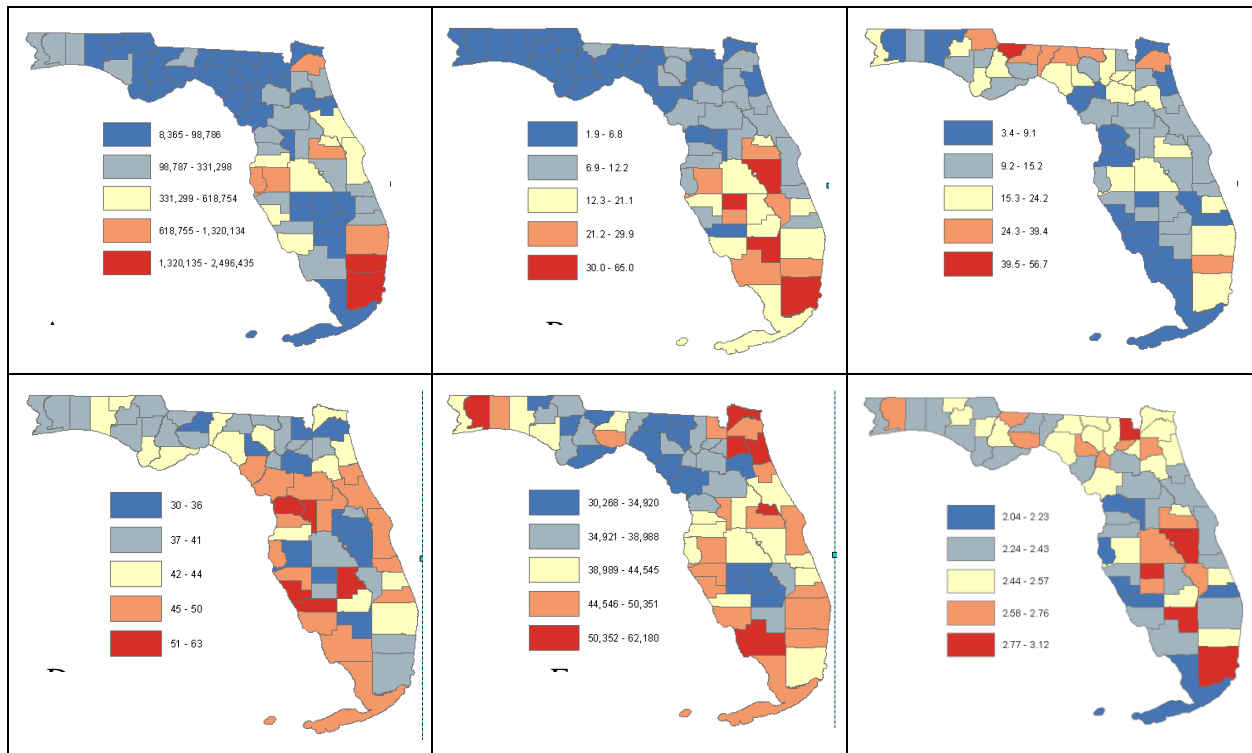 8,365 - 98,786
98,787 - 331,298
331,299 - 618,754
618,755 - 1,320,134
1,320,135 - 2,496,435
1.9 - 6.8
6.9 - 12.2
12.3 - 21.1
21.2 - 29.9
30.0 - 65.0
3.4 - 9.1
9.2 - 15.2
15.3 - 24.2
24.3 - 39.4
39.5 - 56.7
30 - 36
37 - 41
42 - 44
45 - 50
51 - 63
30,268 - 34,920
34,921 - 38,988
38,989 - 44,545
44,546 - 50,351
50,352 - 62,180
2.04 - 2.23
2.24 - 2.43
2.44 - 2.57
2.58 - 2.76
2.77 - 3.12